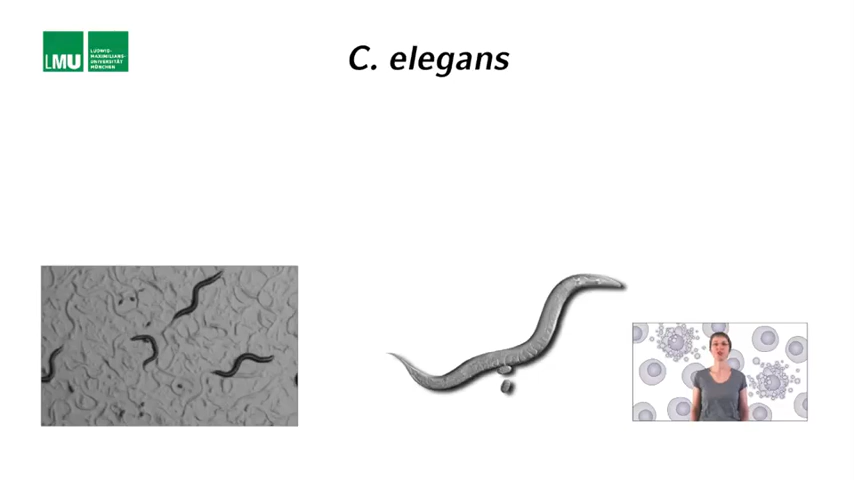 LMU
LUDWIG-
MAXIMILIANS-
UNIVERSITÄT
MÜNCHEN
C. elegans